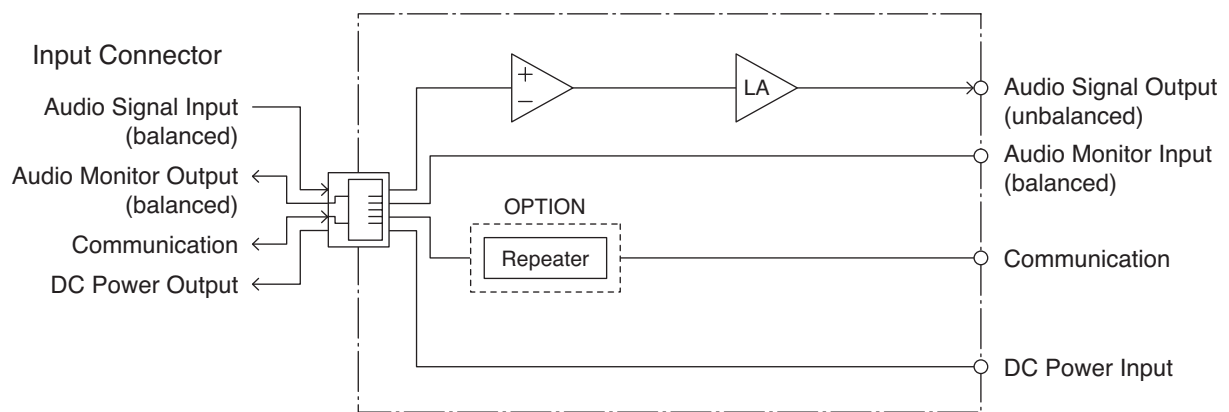 Input Connector
Audio Signal Input
(balanced)
Audio Monitor Output
(balanced)
Communication
DC Power Output
+
−
LA
OPTION
Repeater
Audio Signal Output
(unbalanced)
Audio Monitor Input
(balanced)
Communication
DC Power Input